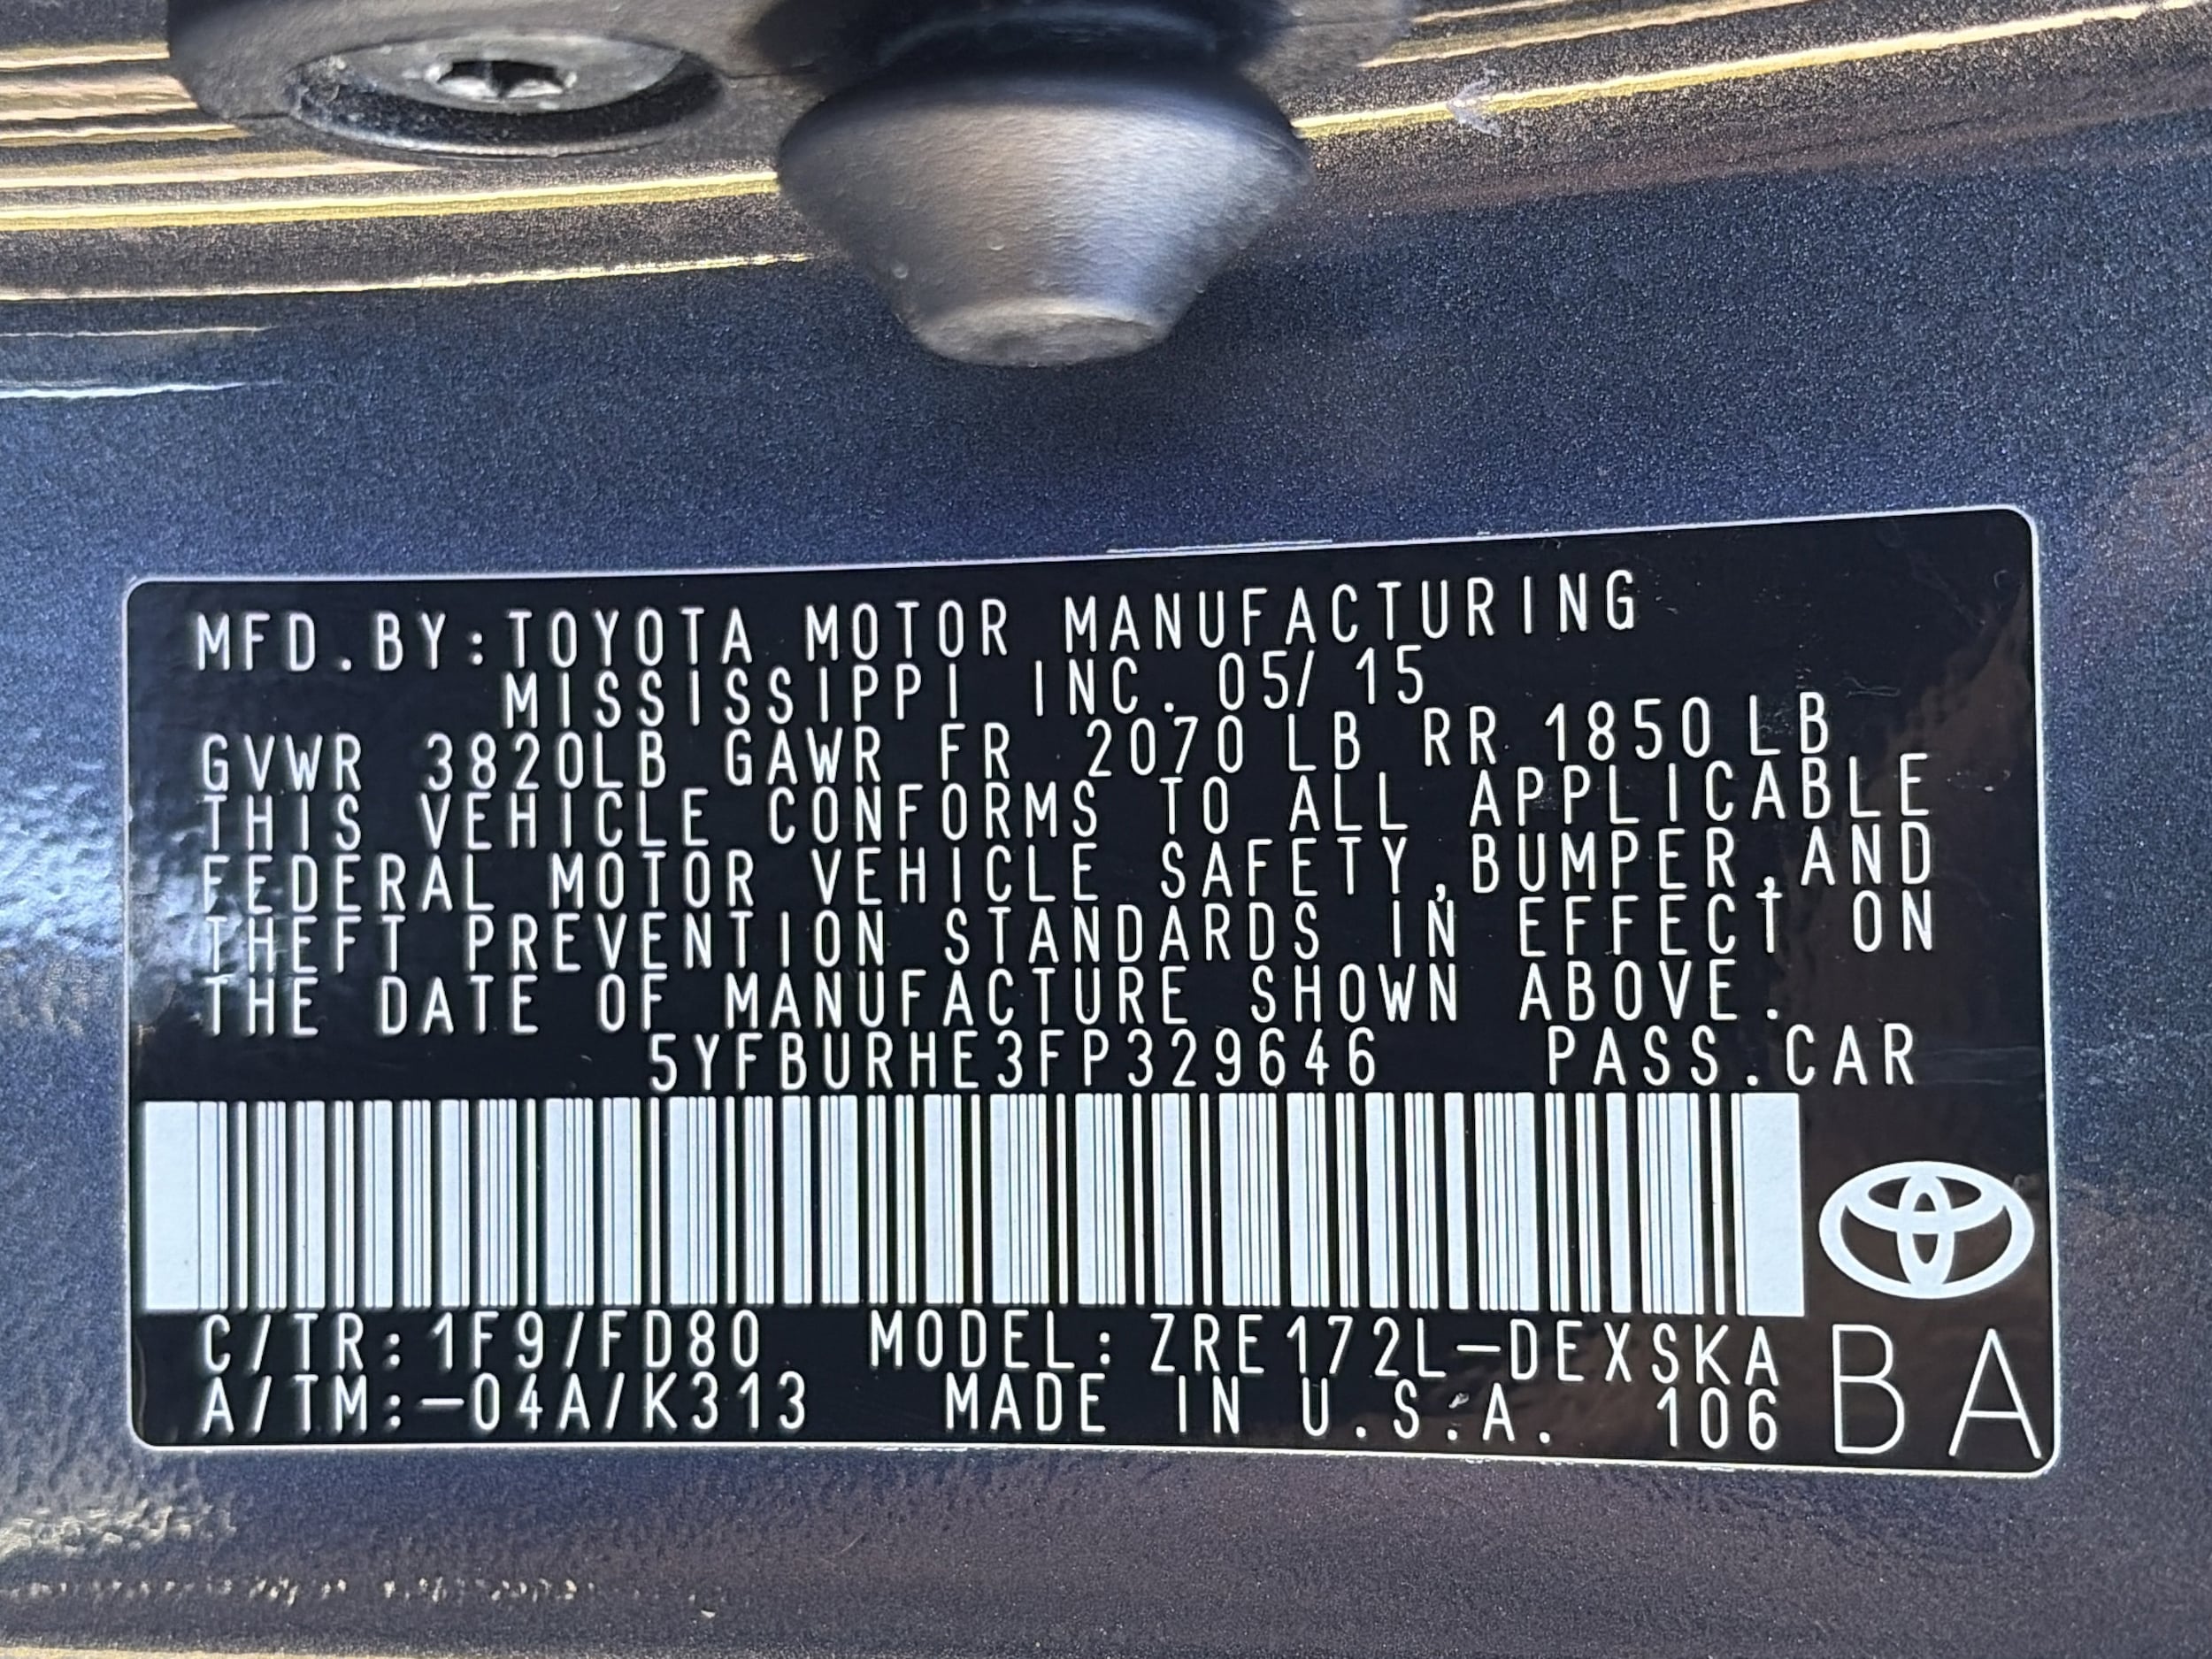 MFD.BY:TOYOTA MOTOR MANUFACTURING
MISSISSIPPI INC. 05/15
GVWR 3820LB GAWR FR 2070 LB RR 1850 LB
THIS VEHICLE CONFORMS TO ALL APPLICABLE
FEDERAL MOTOR VEHICLE SAFETY,BUMPER,AND
THEFT PREVENTION STANDARDS IN EFFECT ON
THE DATE OF MANUFACTURE SHOWN ABOVE.
5YFBURHE3FP329646 PASS.CAR
C/TR:1F9/FD80 MODEL:ZRE172L-DEXSKA
A/TM:-04A/K313 MADE IN U.S.A. 106
BA